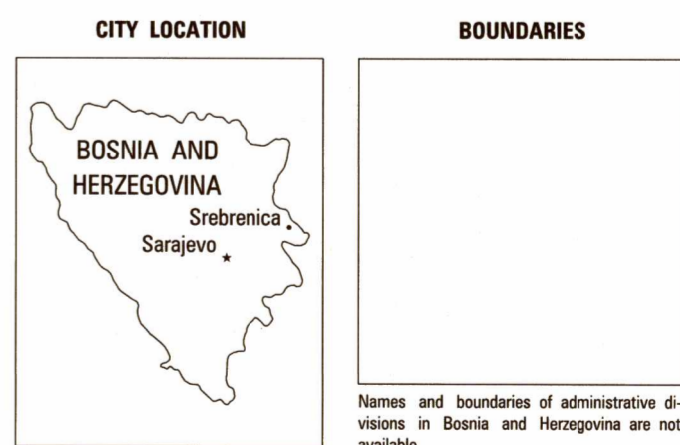 CITY LOCATION
BOUNDARIES
BOSNIA AND
HERZEGOVINA
Srebrenica
Sarajevo
Names and boundaries of administrative di-
visions in Bosnia and Herzegovina are not
available